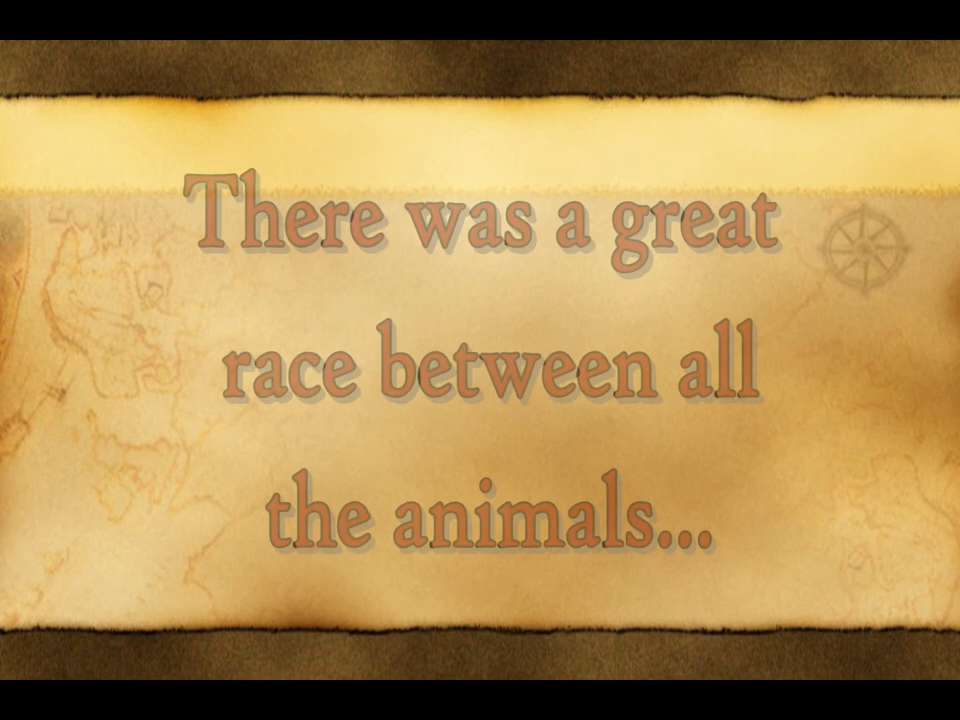 There was a great
race between all
the animals...